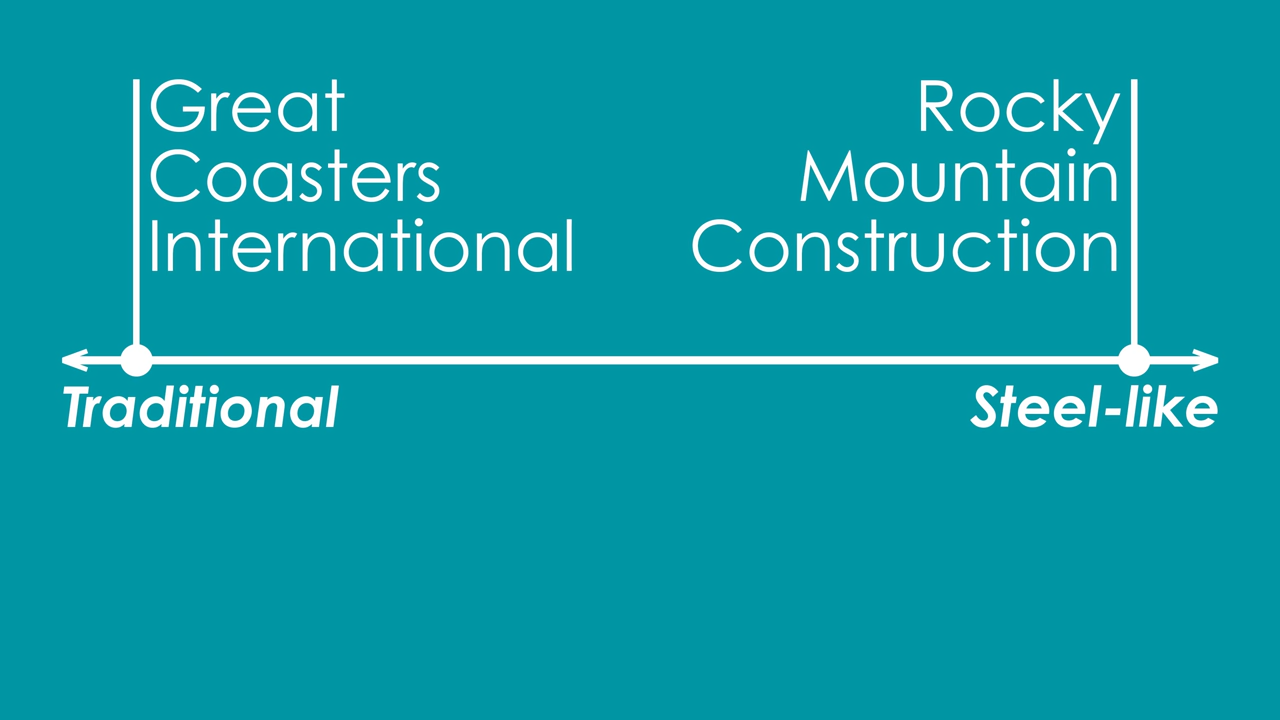 Great
Coasters
International
Rocky
Mountain
Construction
Traditional
Steel-like